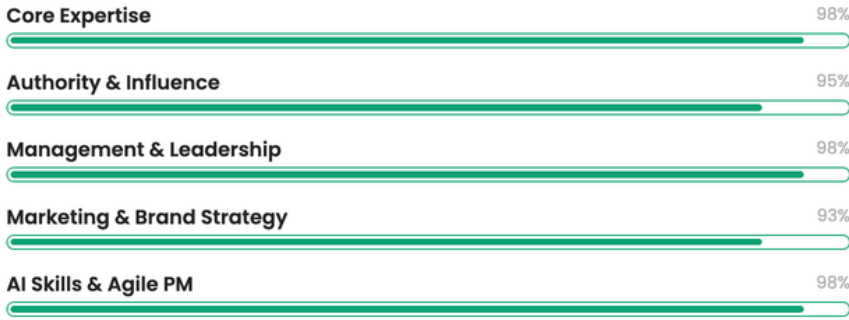 Core Expertise 98%
Authority & Influence 95%
Management & Leadership 98%
Marketing & Brand Strategy 93%
AI Skills & Agile PM 98%